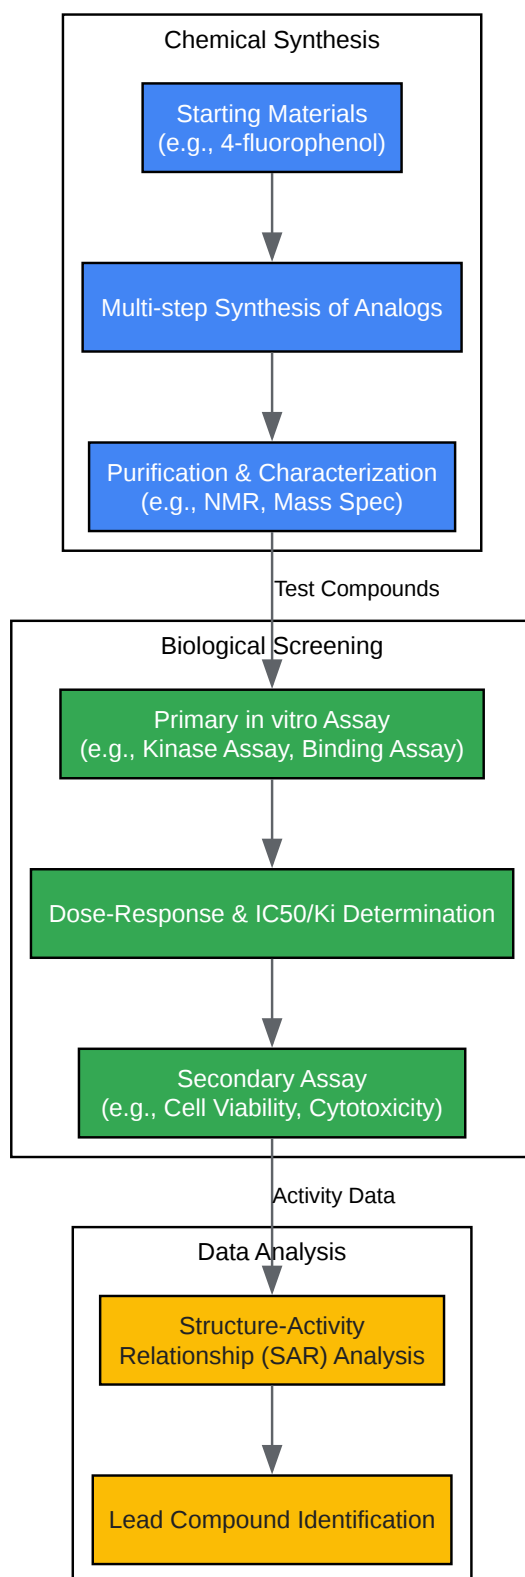 Chemical Synthesis
Starting Materials
(e.g., 4-fluorophenol)
Multi-step Synthesis of Analogs
Purification & Characterization
(e.g., NMR, Mass Spec)
Test Compounds
Biological Screening
Primary in vitro Assay
(e.g., Kinase Assay, Binding Assay)
Dose-Response & IC50/Ki Determination
Secondary Assay
(e.g., Cell Viability, Cytotoxicity)
Activity Data
Data Analysis
Structure-Activity
Relationship (SAR) Analysis
Lead Compound Identification